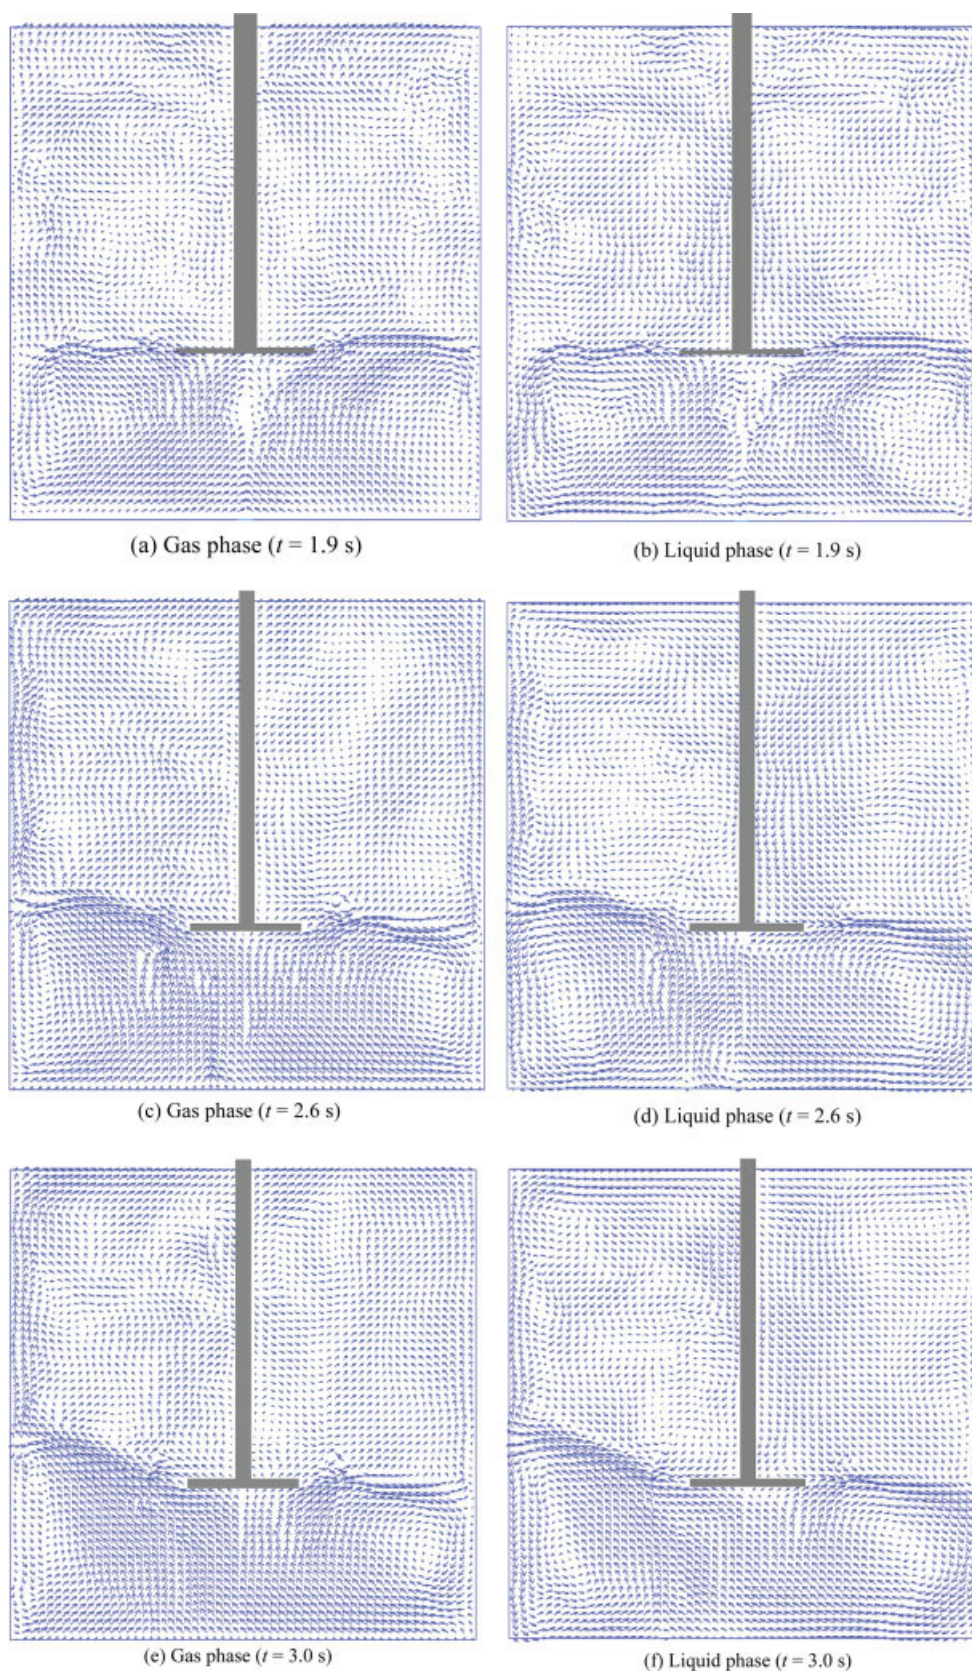 (a) Gas phase (t = 1.9 s)
(b) Liquid phase (t = 1.9 s)
(c) Gas phase (t = 2.6 s)
(d) Liquid phase (t = 2.6 s)
(e) Gas phase (t = 3.0 s)
(f) Liquid phase (t = 3.0 s)